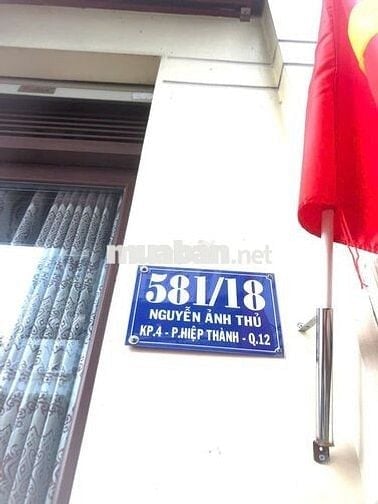 muaban.net
581/18
NGUYỄN ẢNH THỦ
KP.4 - P.HIỆP THÀNH - Q.12